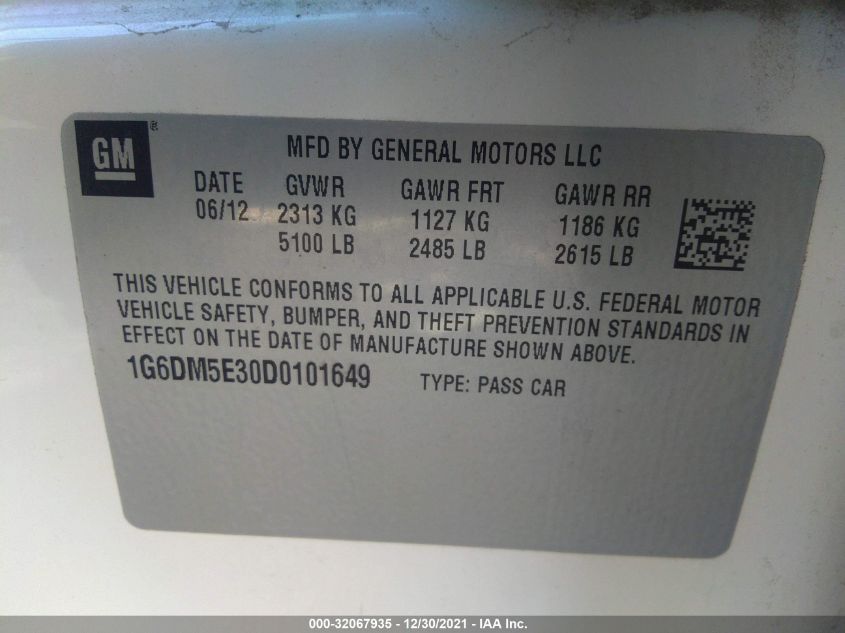 GM ®
MFD BY GENERAL MOTORS LLC
DATE GVWR GAWR FRT GAWR RR
06/12 2313 KG 1127 KG 1186 KG
5100 LB 2485 LB 2615 LB
THIS VEHICLE CONFORMS TO ALL APPLICABLE U.S. FEDERAL MOTOR
VEHICLE SAFETY, BUMPER, AND THEFT PREVENTION STANDARDS IN
EFFECT ON THE DATE OF MANUFACTURE SHOWN ABOVE.
1G6DM5E30D0101649 TYPE: PASS CAR
000-32067935 - 12/30/2021 - IAA Inc.